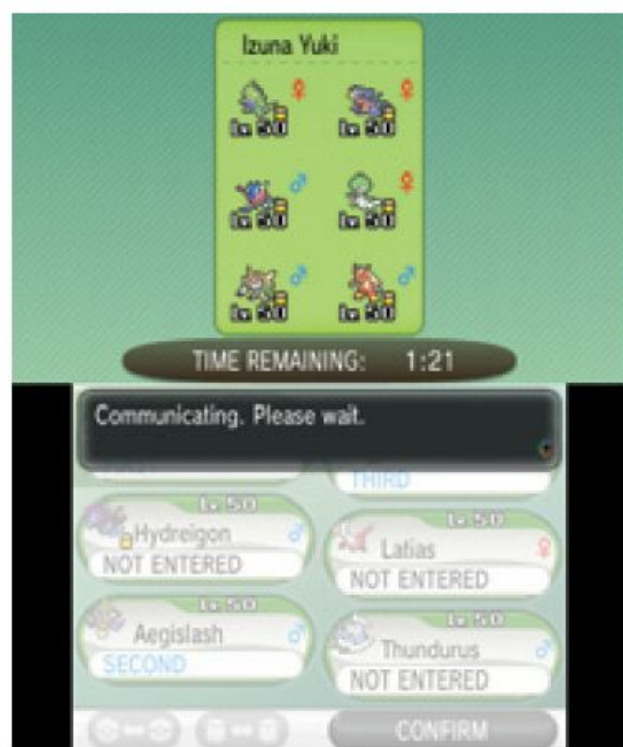 Izuna Yuki
Lv. 50 Lv. 50
Lv. 50 Lv. 50
Lv. 50 Lv. 50
TIME REMAINING: 1:21
Communicating. Please wait.
FIRST
THIRD
Lv. 50
Hydreigon
NOT ENTERED
Lv. 50
Latias
NOT ENTERED
Lv. 50
Aegislash
SECOND
Lv. 50
Thundurus
NOT ENTERED
CONFIRM